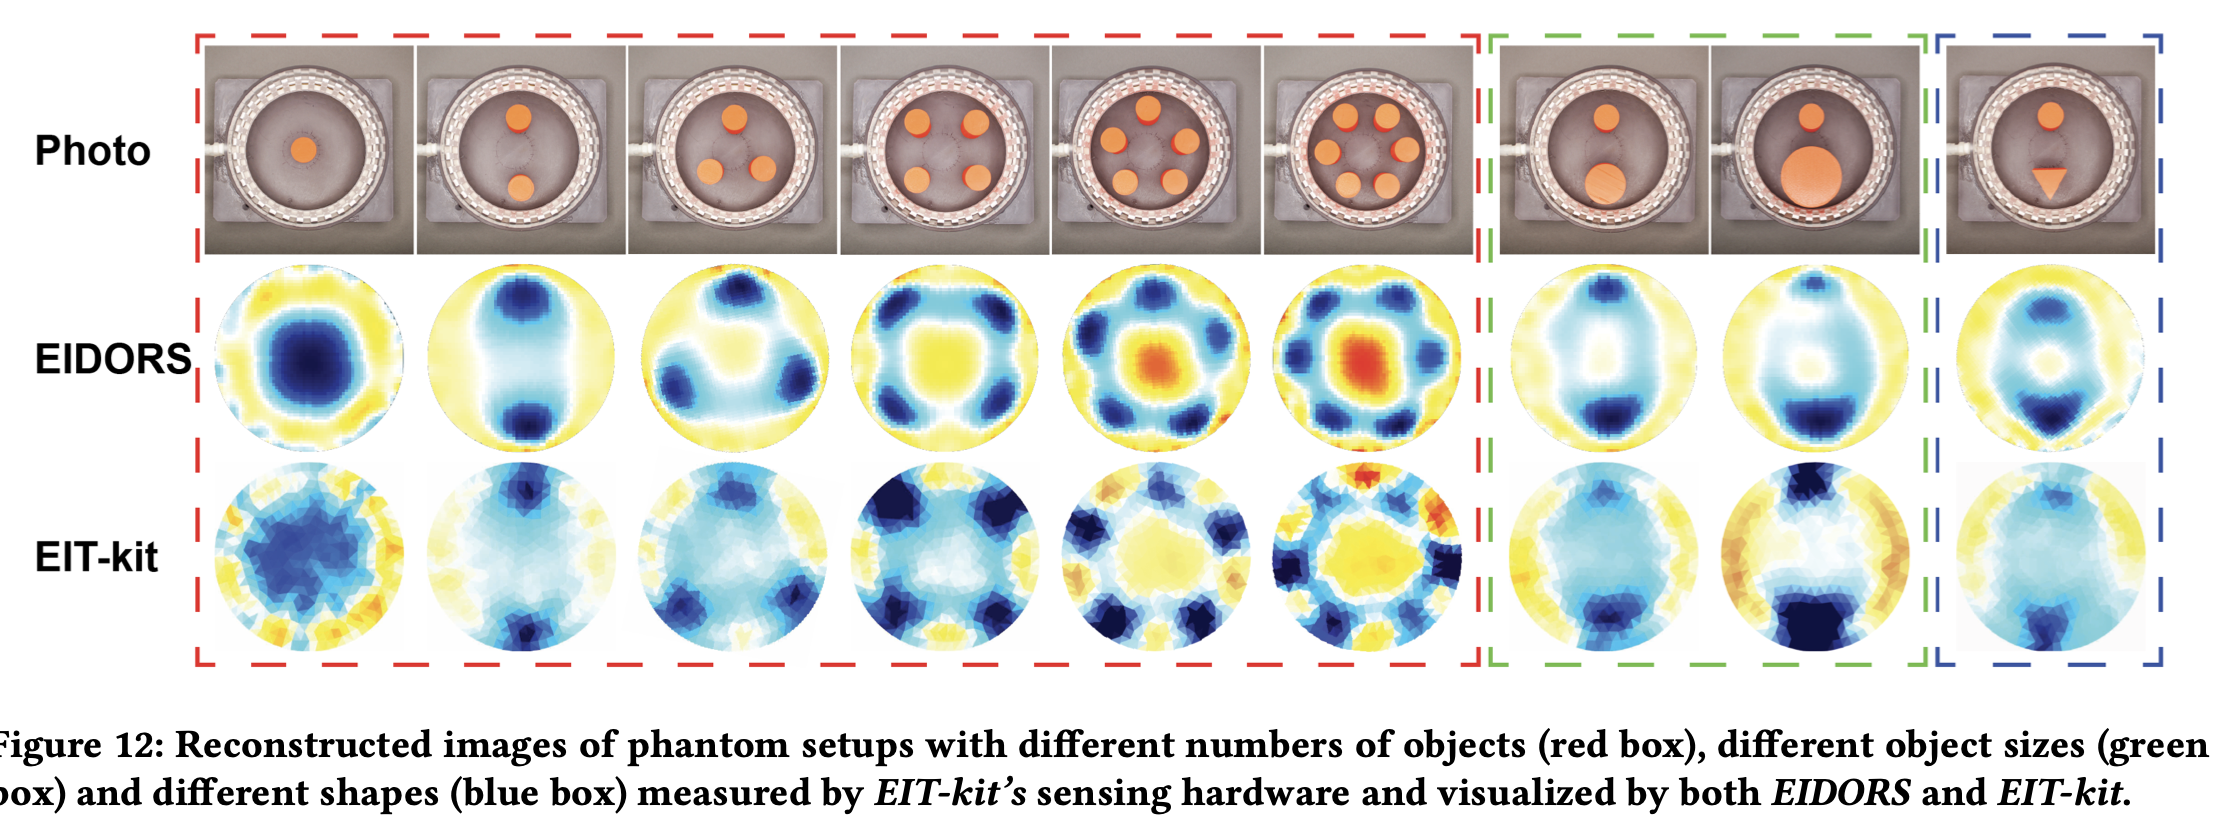 Photo
EIDORS
EIT-kit
Figure 12: Reconstructed images of phantom setups with different numbers of objects (red box), different object sizes (green
box) and different shapes (blue box) measured by EIT-kit's sensing hardware and visualized by both EIDORS and EIT-kit.